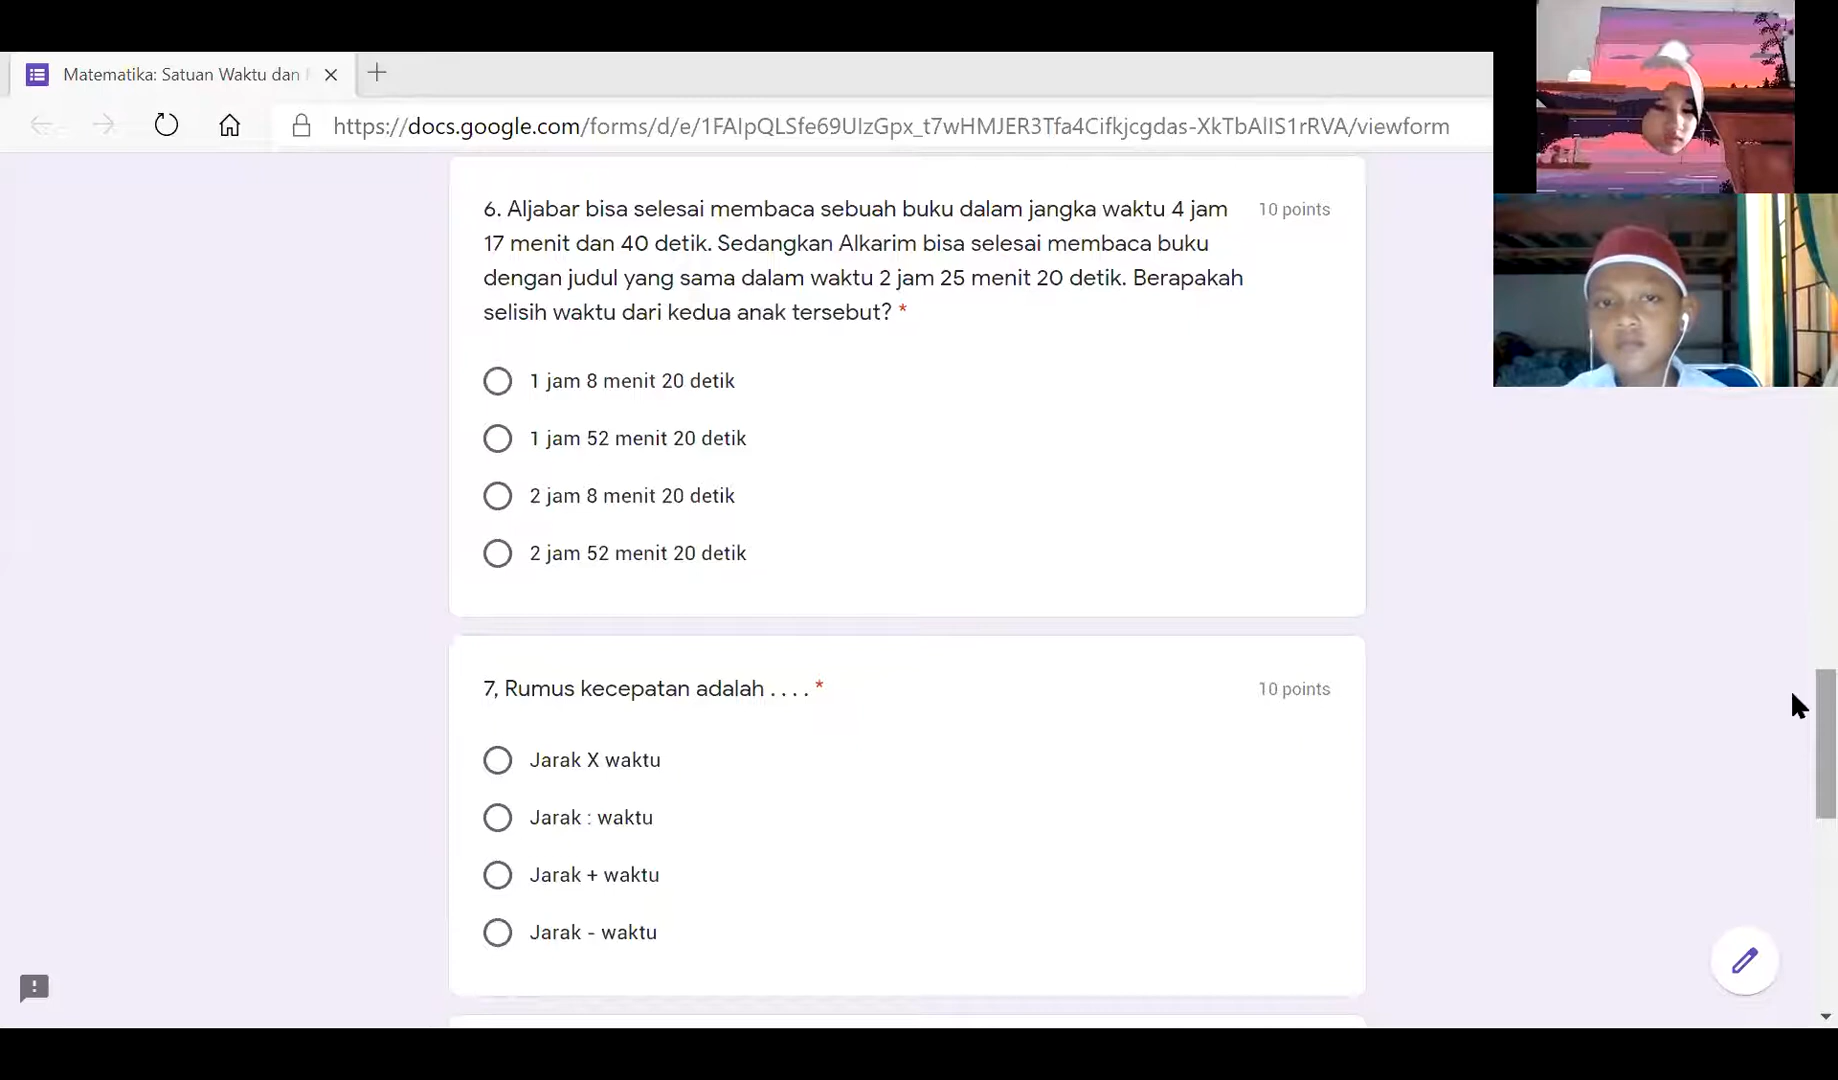 Matematika: Satuan Waktu dan
https://docs.google.com/forms/d/e/1FAIpQLSfe69UIzGpx_t7wHMJER3Tfa4Cifkjcgdas-XkTbAlIS1rRVA/viewform
6. Aljabar bisa selesai membaca sebuah buku dalam jangka waktu 4 jam 10 points
17 menit dan 40 detik. Sedangkan Alkarim bisa selesai membaca buku
dengan judul yang sama dalam waktu 2 jam 25 menit 20 detik. Berapakah
selisih waktu dari kedua anak tersebut? *
1 jam 8 menit 20 detik
1 jam 52 menit 20 detik
2 jam 8 menit 20 detik
2 jam 52 menit 20 detik
7, Rumus kecepatan adalah . . . . * 10 points
Jarak X waktu
Jarak : waktu
Jarak + waktu
Jarak - waktu